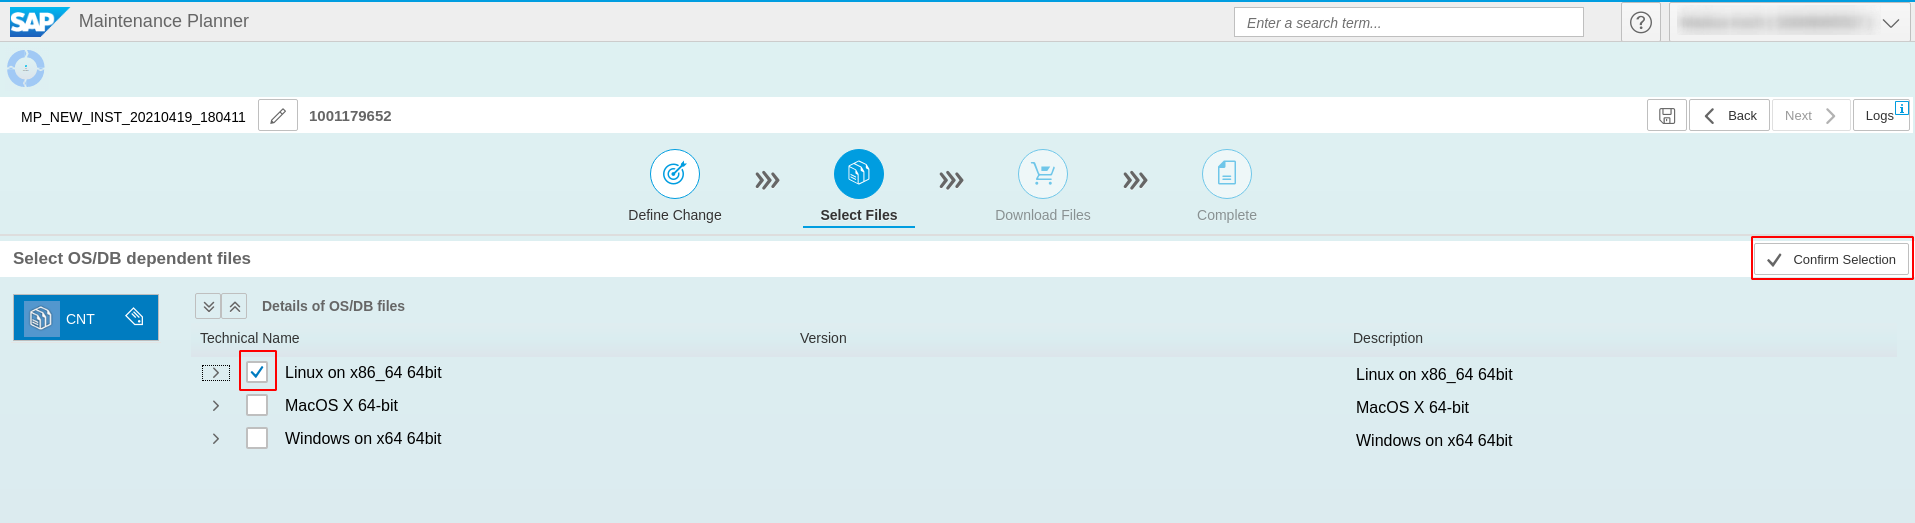 SAP Maintenance Planner
Enter a search term...
MP_NEW_INST_20210419_180411 1001179652 Back Next Logs
Define Change Select Files Download Files Complete
Select OS/DB dependent files Confirm Selection
CNT Details of OS/DB files
Technical Name Version Description
Linux on x86_64 64bit Linux on x86_64 64bit
MacOS X 64-bit MacOS X 64-bit
Windows on x64 64bit Windows on x64 64bit